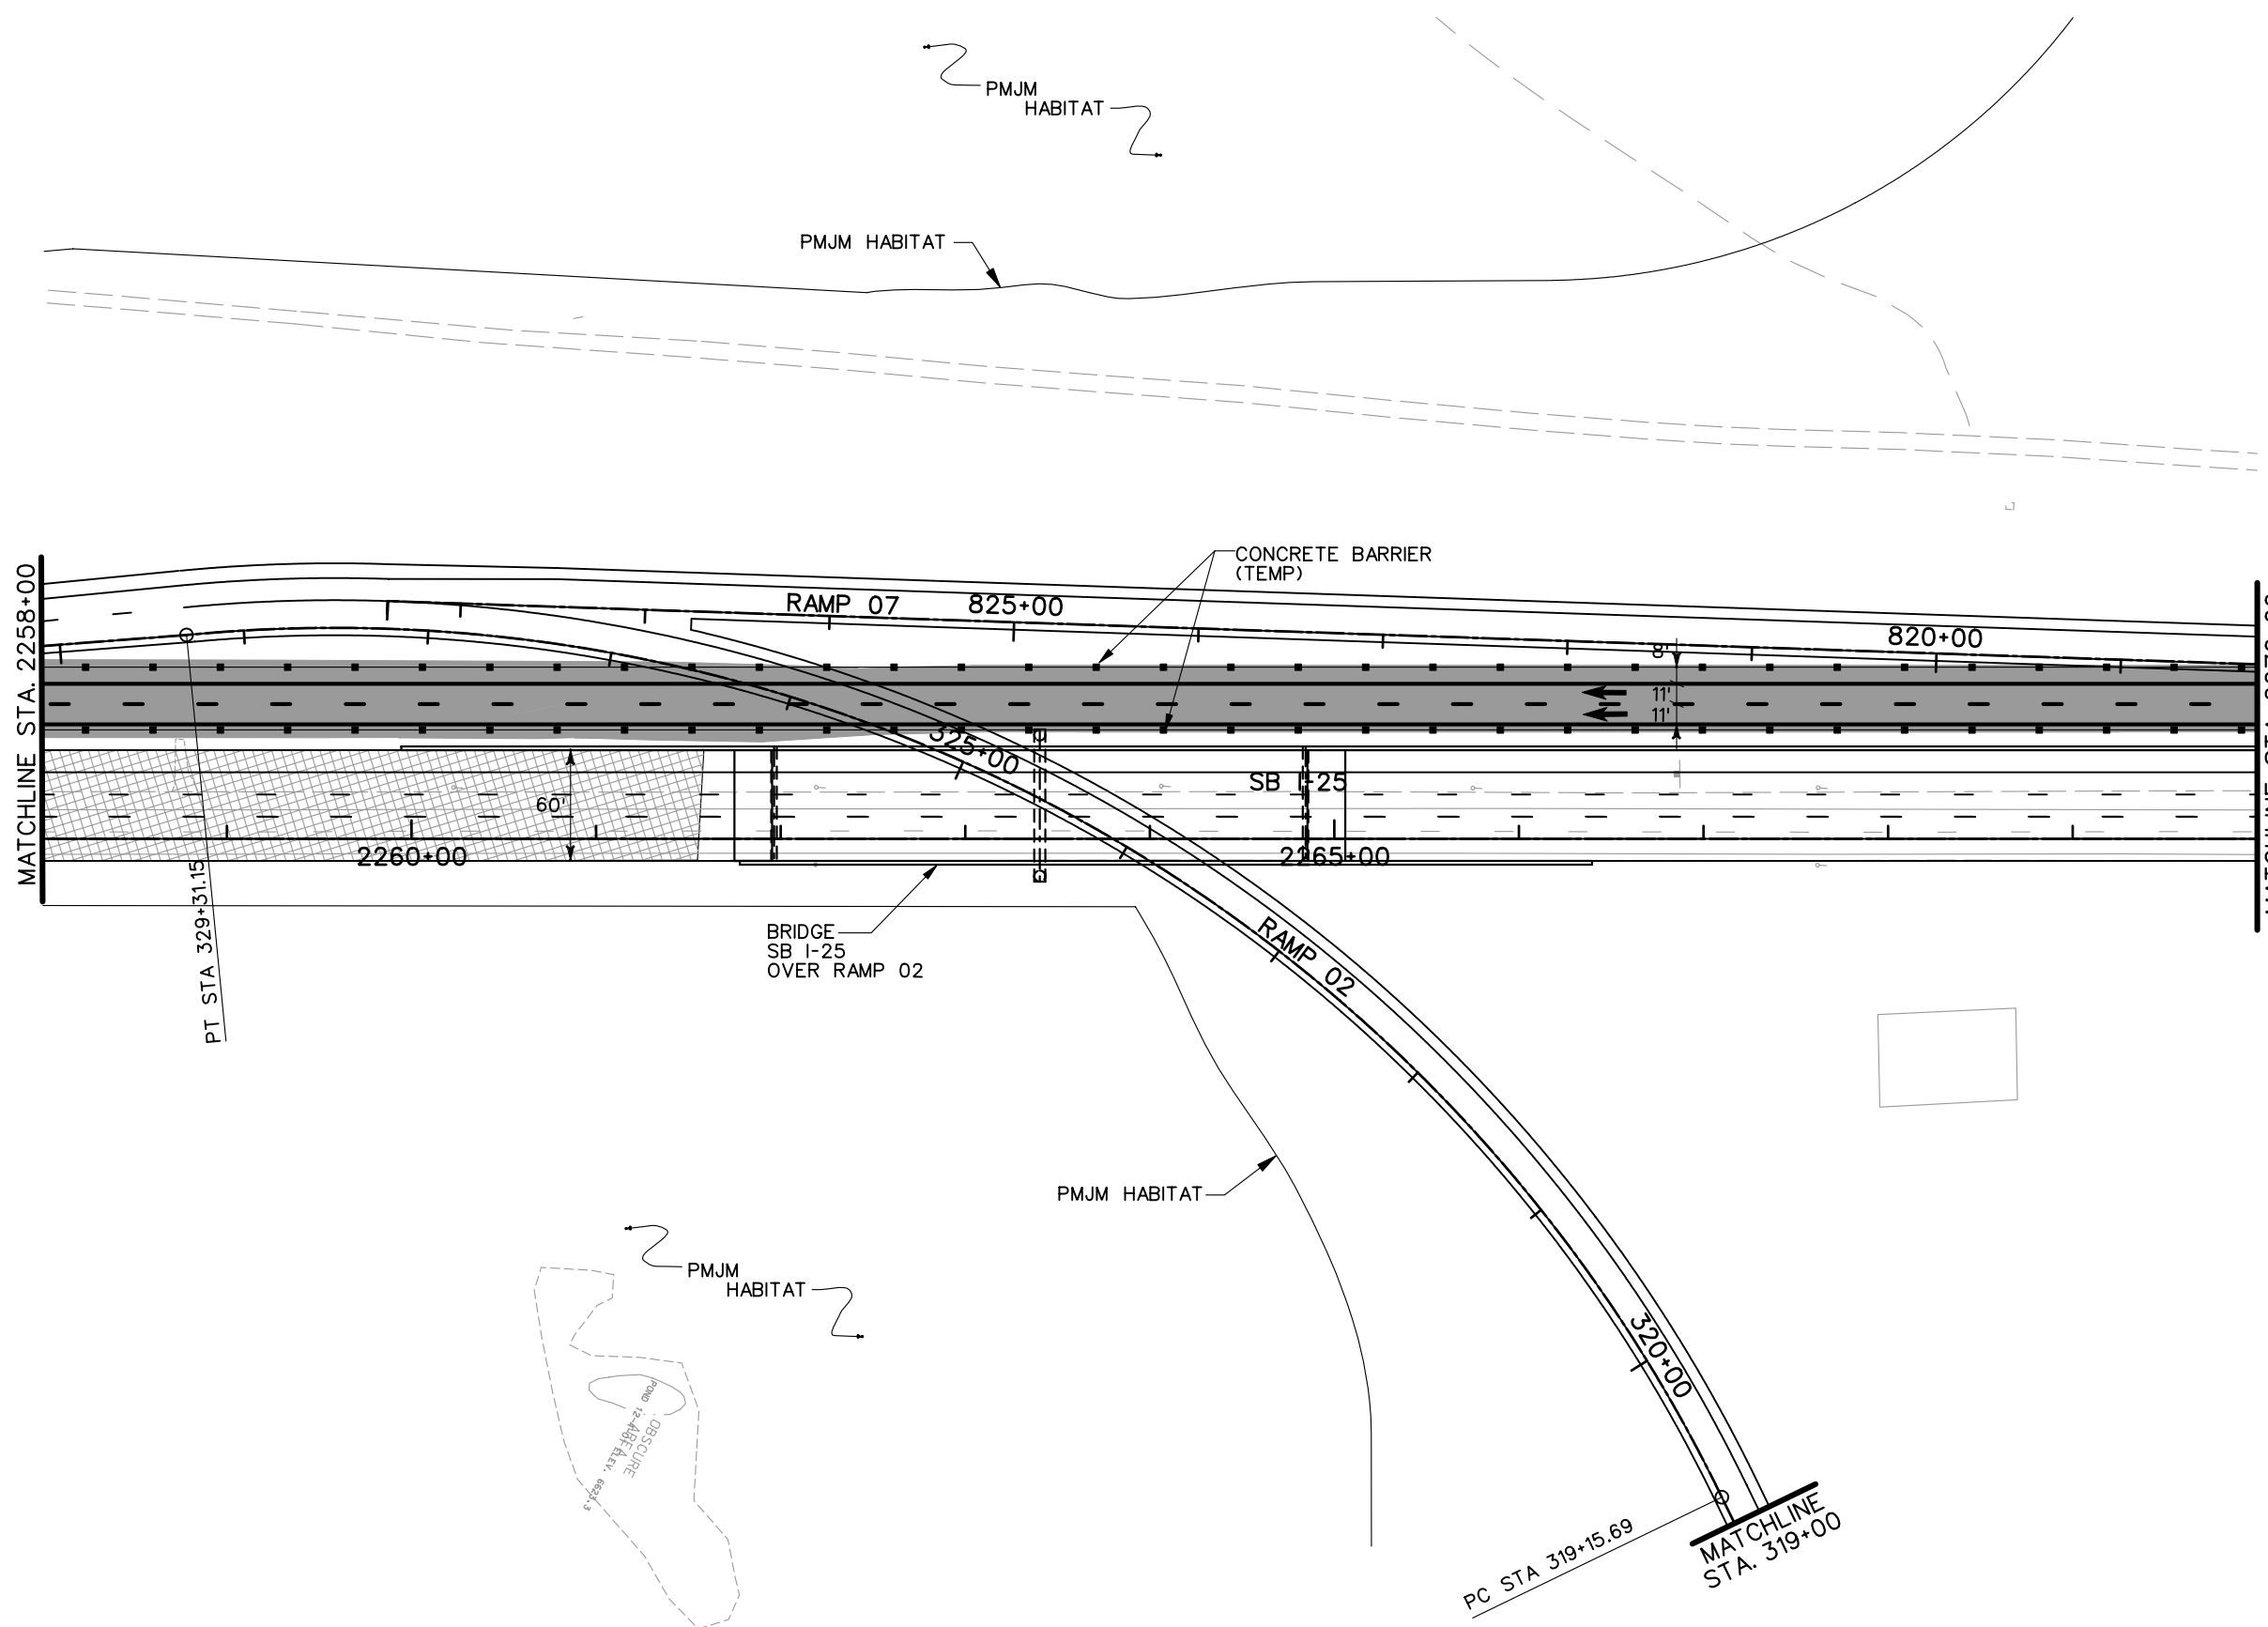 PMJM
HABITAT
PMJM HABITAT
CONCRETE BARRIER
(TEMP)
MATCHLINE STA. 2258+00
RAMP 07
825+00
820+00
8'
11'
11'
325+00
SB I-25
60'
2260+00
2265+00
PT STA 329+31.15
BRIDGE
SB I-25
OVER RAMP 02
RAMP 02
PMJM HABITAT
PMJM
HABITAT
320+00
OBSCURE
AREA
PC STA 319+15.69
MATCHLINE
STA. 319+00